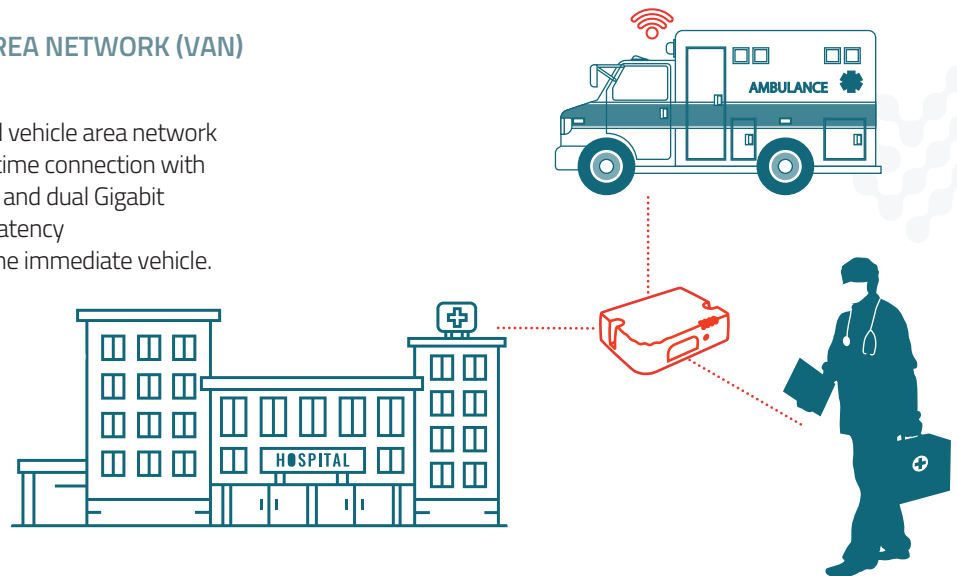 REA NETWORK (VAN)
l vehicle area network
time connection with
and dual Gigabit
atency
he immediate vehicle.
AMBULANCE
HOSPITAL